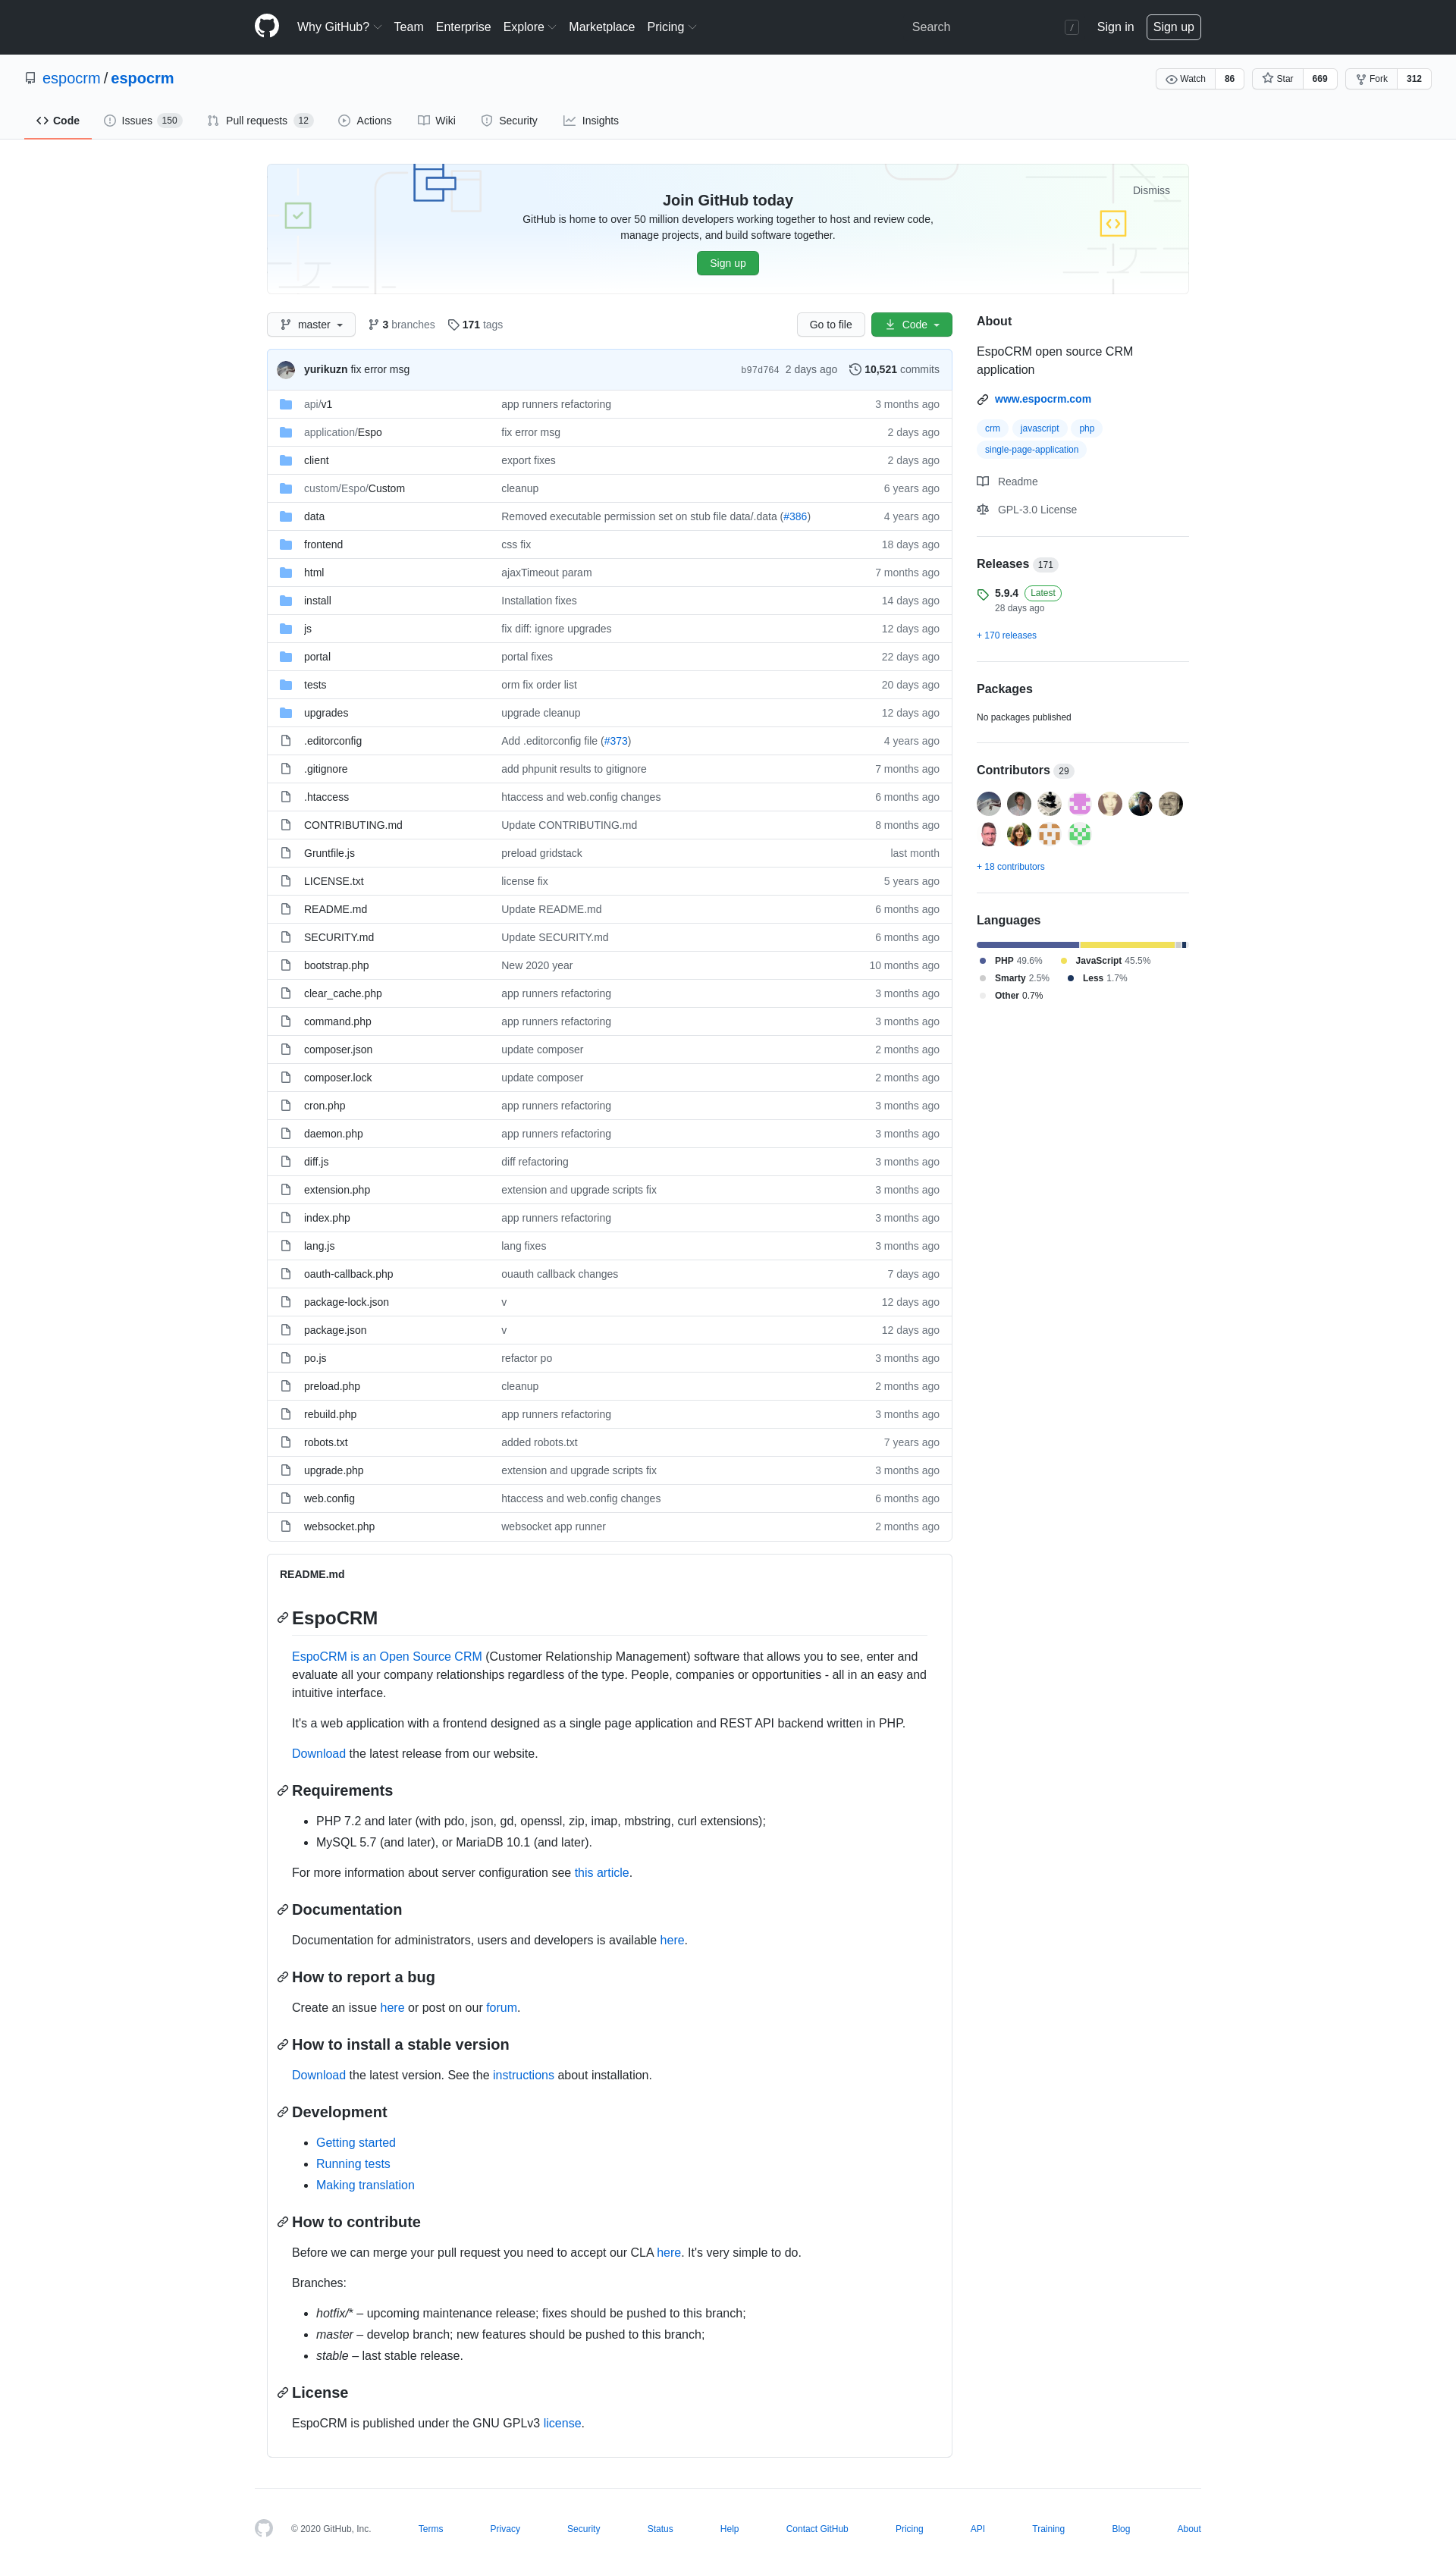 Why GitHub? Team Enterprise Explore Marketplace Pricing Search / Sign in Sign up
espocrm / espocrm Watch 86 Star 669 Fork 312
Code Issues 150 Pull requests 12 Actions Wiki Security Insights
Dismiss
Join GitHub today
GitHub is home to over 50 million developers working together to host and review code,
manage projects, and build software together.
Sign up
master 3 branches 171 tags Go to file Code
yurikuzn fix error msg b97d764 2 days ago 10,521 commits
api/v1 app runners refactoring 3 months ago
application/Espo fix error msg 2 days ago
client export fixes 2 days ago
custom/Espo/Custom cleanup 6 years ago
data Removed executable permission set on stub file data/.data (#386) 4 years ago
frontend css fix 18 days ago
html ajaxTimeout param 7 months ago
install Installation fixes 14 days ago
js fix diff: ignore upgrades 12 days ago
portal portal fixes 22 days ago
tests orm fix order list 20 days ago
upgrades upgrade cleanup 12 days ago
.editorconfig Add .editorconfig file (#373) 4 years ago
.gitignore add phpunit results to gitignore 7 months ago
.htaccess htaccess and web.config changes 6 months ago
CONTRIBUTING.md Update CONTRIBUTING.md 8 months ago
Gruntfile.js preload gridstack last month
LICENSE.txt license fix 5 years ago
README.md Update README.md 6 months ago
SECURITY.md Update SECURITY.md 6 months ago
bootstrap.php New 2020 year 10 months ago
clear_cache.php app runners refactoring 3 months ago
command.php app runners refactoring 3 months ago
composer.json update composer 2 months ago
composer.lock update composer 2 months ago
cron.php app runners refactoring 3 months ago
daemon.php app runners refactoring 3 months ago
diff.js diff refactoring 3 months ago
extension.php extension and upgrade scripts fix 3 months ago
index.php app runners refactoring 3 months ago
lang.js lang fixes 3 months ago
oauth-callback.php ouauth callback changes 7 days ago
package-lock.json v 12 days ago
package.json v 12 days ago
po.js refactor po 3 months ago
preload.php cleanup 2 months ago
rebuild.php app runners refactoring 3 months ago
robots.txt added robots.txt 7 years ago
upgrade.php extension and upgrade scripts fix 3 months ago
web.config htaccess and web.config changes 6 months ago
websocket.php websocket app runner 2 months ago
README.md
EspoCRM
EspoCRM is an Open Source CRM (Customer Relationship Management) software that allows you to see, enter and
evaluate all your company relationships regardless of the type. People, companies or opportunities - all in an easy and
intuitive interface.
It's a web application with a frontend designed as a single page application and REST API backend written in PHP.
Download the latest release from our website.
Requirements
• PHP 7.2 and later (with pdo, json, gd, openssl, zip, imap, mbstring, curl extensions);
• MySQL 5.7 (and later), or MariaDB 10.1 (and later).
For more information about server configuration see this article.
Documentation
Documentation for administrators, users and developers is available here.
How to report a bug
Create an issue here or post on our forum.
How to install a stable version
Download the latest version. See the instructions about installation.
Development
• Getting started
• Running tests
• Making translation
How to contribute
Before we can merge your pull request you need to accept our CLA here. It's very simple to do.
Branches:
• hotfix/* – upcoming maintenance release; fixes should be pushed to this branch;
• master – develop branch; new features should be pushed to this branch;
• stable – last stable release.
License
EspoCRM is published under the GNU GPLv3 license.
About
EspoCRM open source CRM
application
www.espocrm.com
crm javascript php
single-page-application
Readme
GPL-3.0 License
Releases 171
5.9.4 Latest
28 days ago
+ 170 releases
Packages
No packages published
Contributors 29
+ 18 contributors
Languages
PHP 49.6% JavaScript 45.5%
Smarty 2.5% Less 1.7%
Other 0.7%
© 2020 GitHub, Inc. Terms Privacy Security Status Help Contact GitHub Pricing API Training Blog About